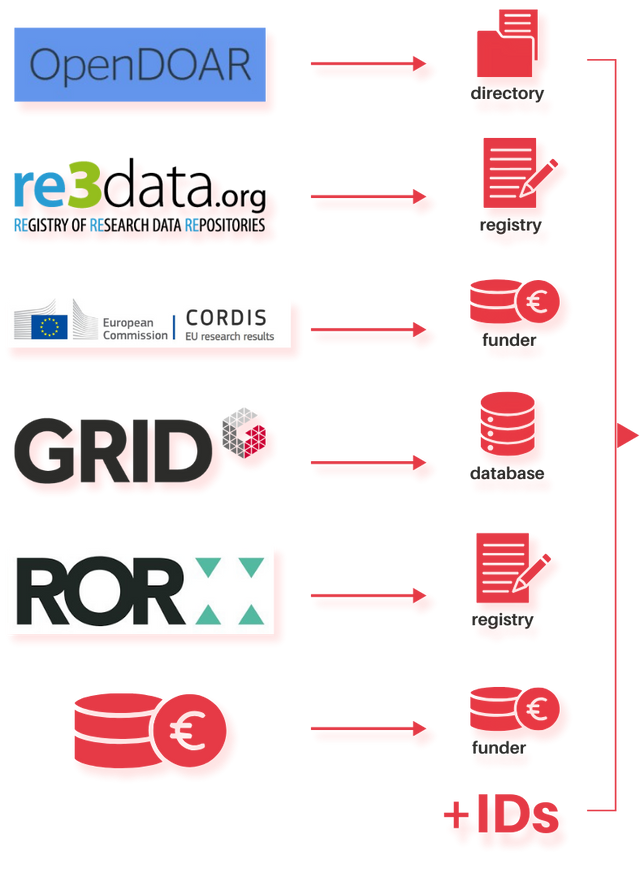 OpenDOAR
directory
re3data.org
REGISTRY OF RESEARCH DATA REPOSITORIES
registry
European
Commission
CORDIS
EU research results
€
funder
GRID
database
ROR
registry
€
€
funder
+IDs